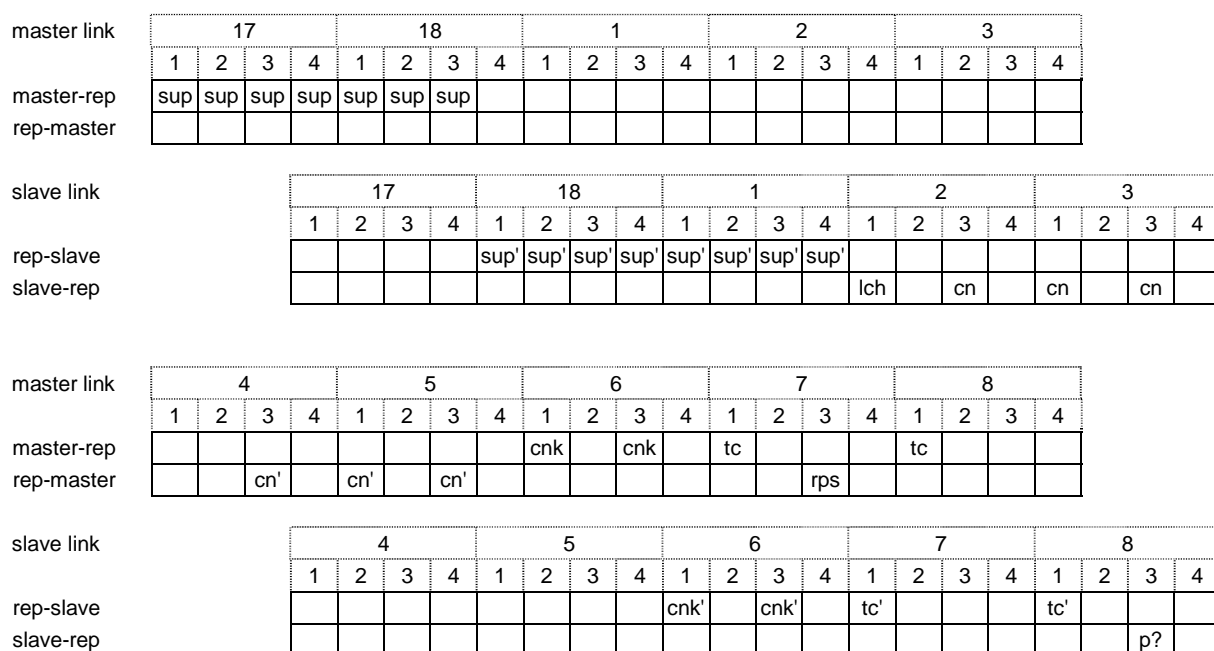 master link 17 18 1 2 3
1 2 3 4 1 2 3 4 1 2 3 4 1 2 3 4 1 2 3 4
master-rep sup sup sup sup sup sup sup
rep-master
slave link 17 18 1 2 3
1 2 3 4 1 2 3 4 1 2 3 4 1 2 3 4 1 2 3 4
rep-slave sup' sup' sup' sup' sup' sup' sup' sup'
slave-rep lch cn cn cn
master link 4 5 6 7 8
1 2 3 4 1 2 3 4 1 2 3 4 1 2 3 4 1 2 3 4
master-rep cnk cnk tc tc
rep-master cn' cn' cn' rps
slave link 4 5 6 7 8
1 2 3 4 1 2 3 4 1 2 3 4 1 2 3 4 1 2 3 4
rep-slave cnk' cnk' tc' tc'
slave-rep p?